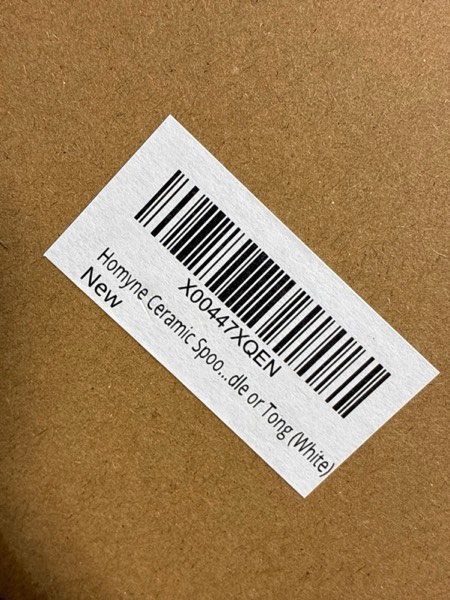 X00447XQEN
Homyne Ceramic Spoo...dle or Tong (White)
New